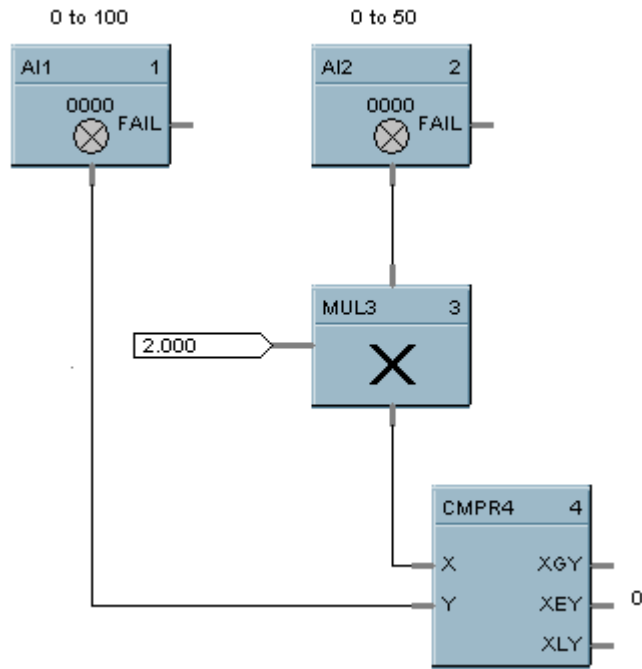 0 to 100
0 to 50
AI1 1
AI2 2
0000
0000
FAIL
FAIL
MUL3 3
2.000
X
CMPR4 4
X XGY
Y XEY
0
XLY